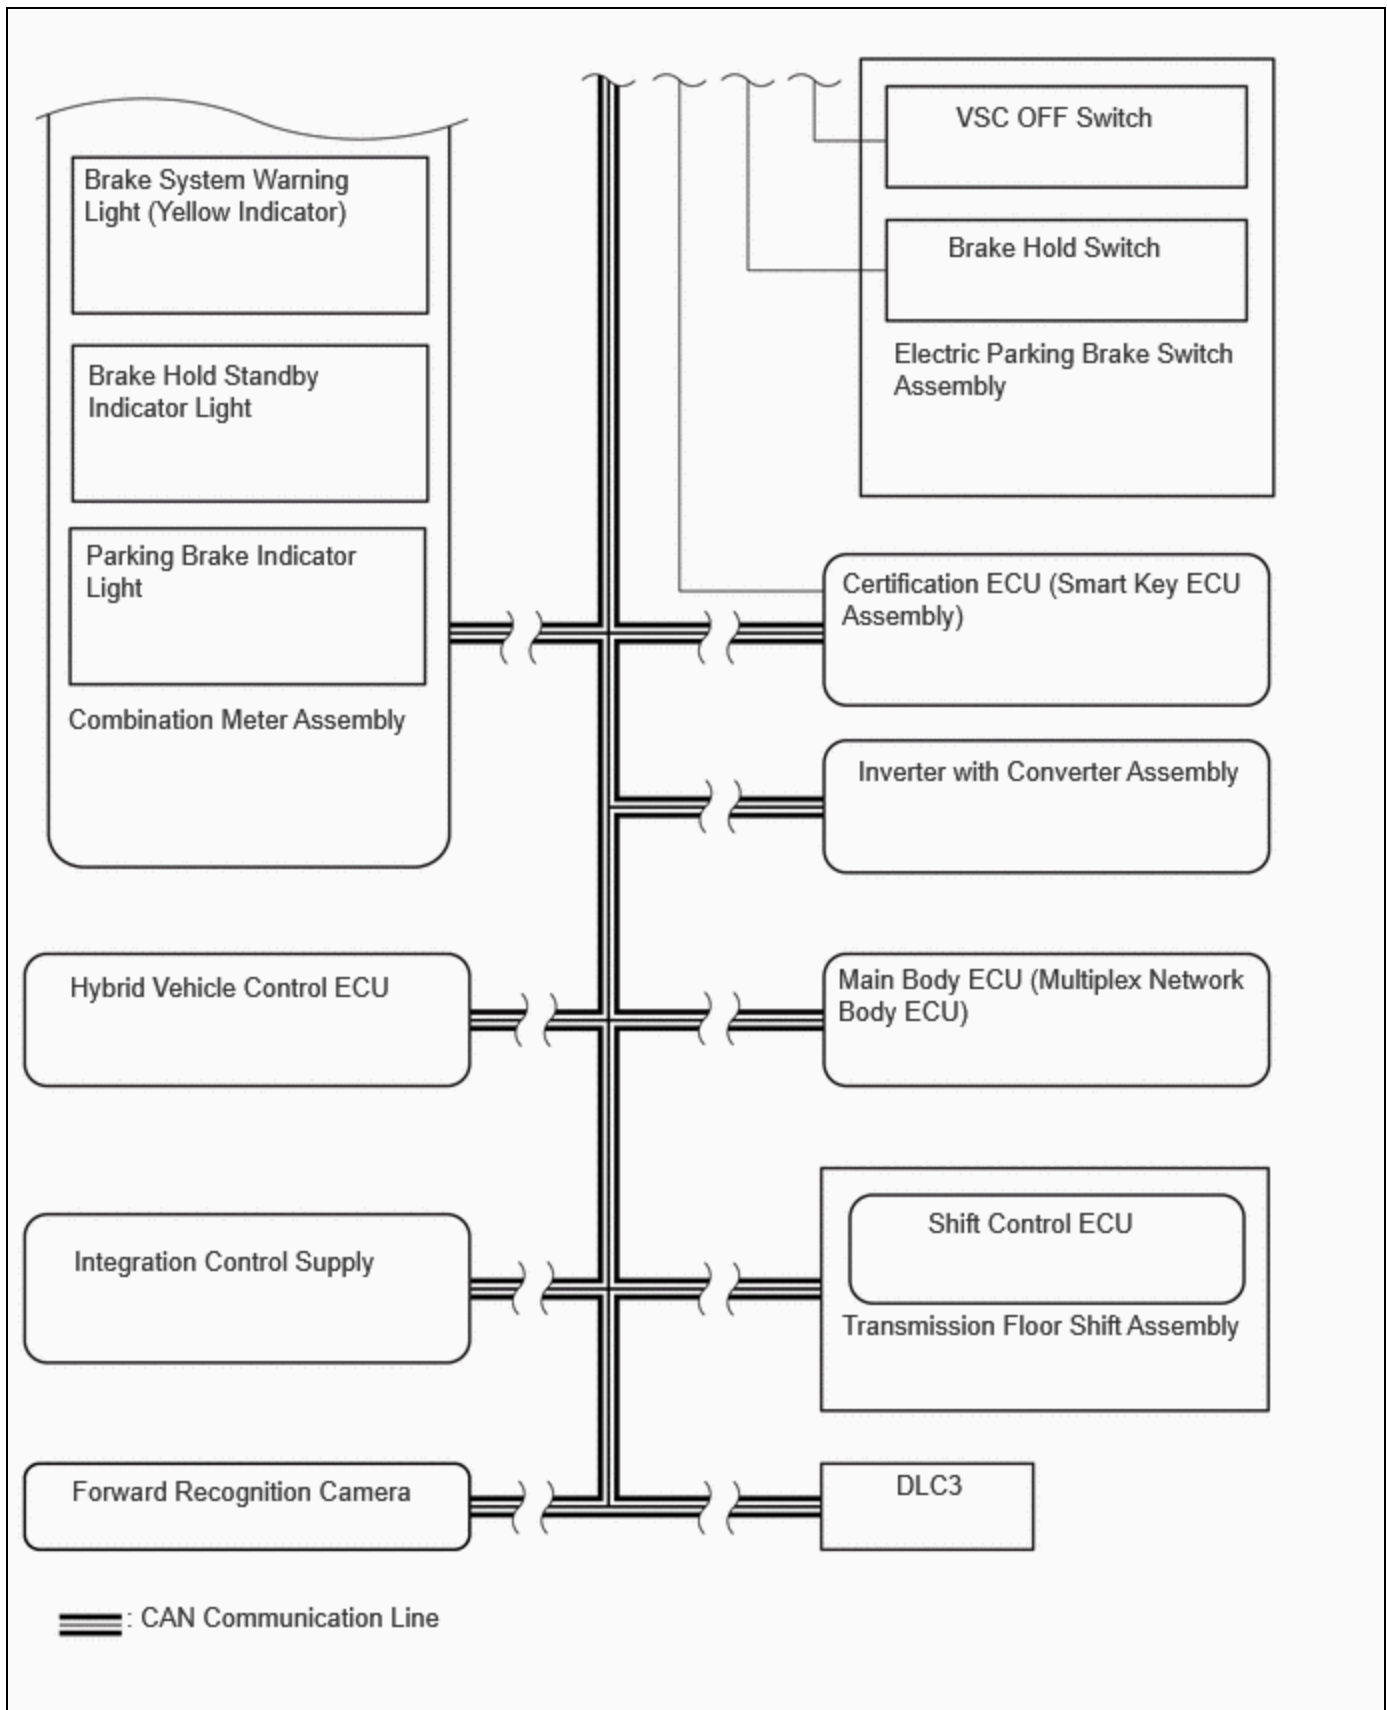 VSC OFF Switch
Brake System Warning
Light (Yellow Indicator)
Brake Hold Switch
Electric Parking Brake Switch
Assembly
Brake Hold Standby
Indicator Light
Parking Brake Indicator
Light
Certification ECU (Smart Key ECU
Assembly)
Combination Meter Assembly
Inverter with Converter Assembly
Hybrid Vehicle Control ECU
Main Body ECU (Multiplex Network
Body ECU)
Shift Control ECU
Integration Control Supply
Transmission Floor Shift Assembly
Forward Recognition Camera
DLC3
: CAN Communication Line